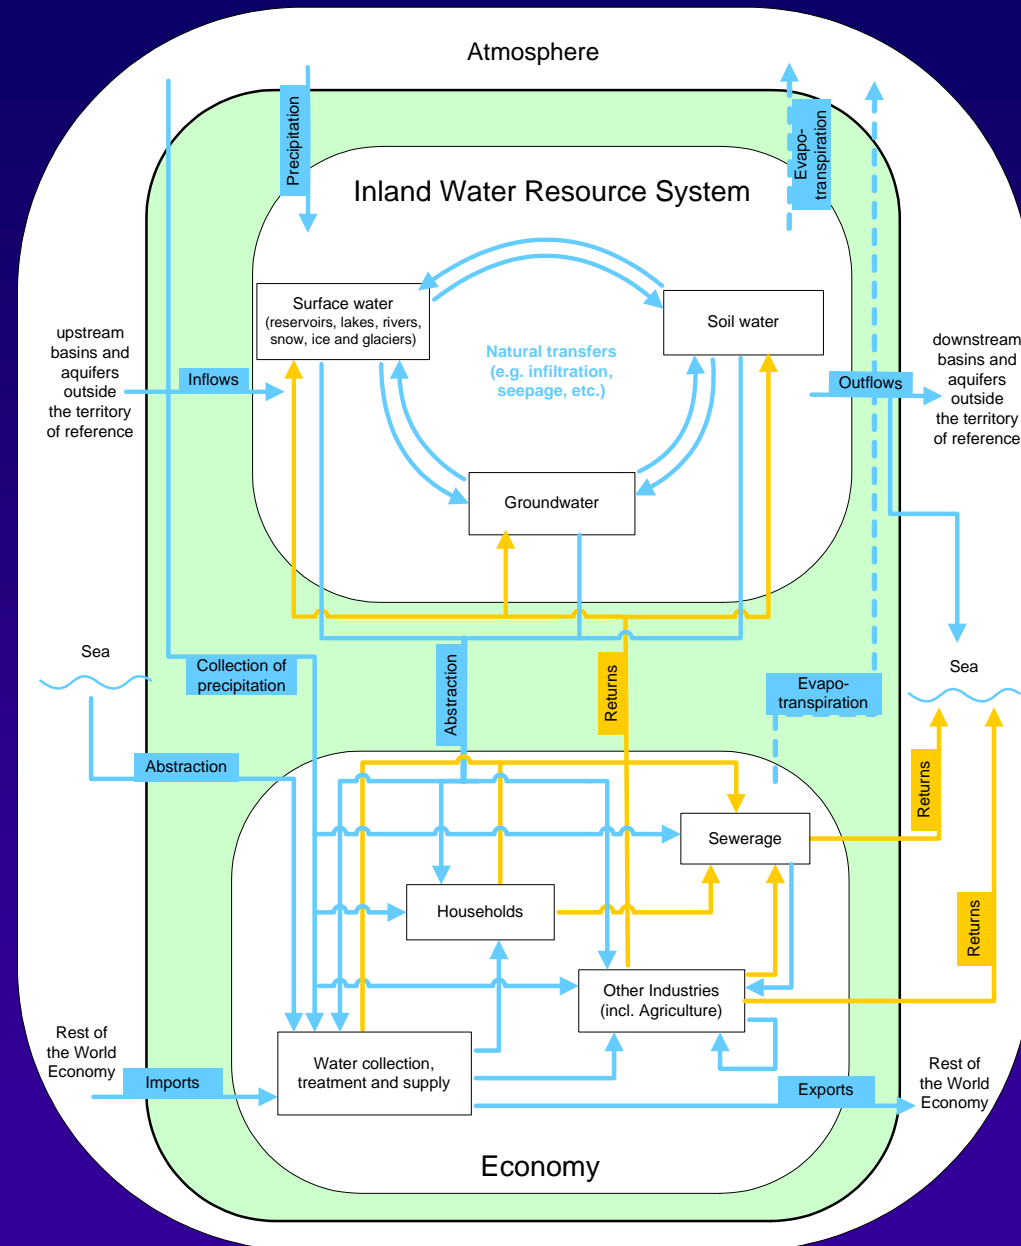 Atmosphere
Precipitation
Evapo-
transpiration
Inland Water Resource System
Surface water
(reservoirs, lakes, rivers,
snow, ice and glaciers)
Soil water
upstream
basins and
aquifers
outside
the territory
of reference
Inflows
Natural transfers
(e.g. infiltration,
seepage, etc.)
Outflows
downstream
basins and
aquifers
outside
the territory
of reference
Groundwater
Sea
Collection of
precipitation
Abstraction
Returns
Evapo-
transpiration
Sea
Abstraction
Returns
Sewerage
Households
Returns
Other Industries
(incl. Agriculture)
Rest of
the World
Economy
Imports
Water collection,
treatment and supply
Exports
Rest of
the World
Economy
Economy